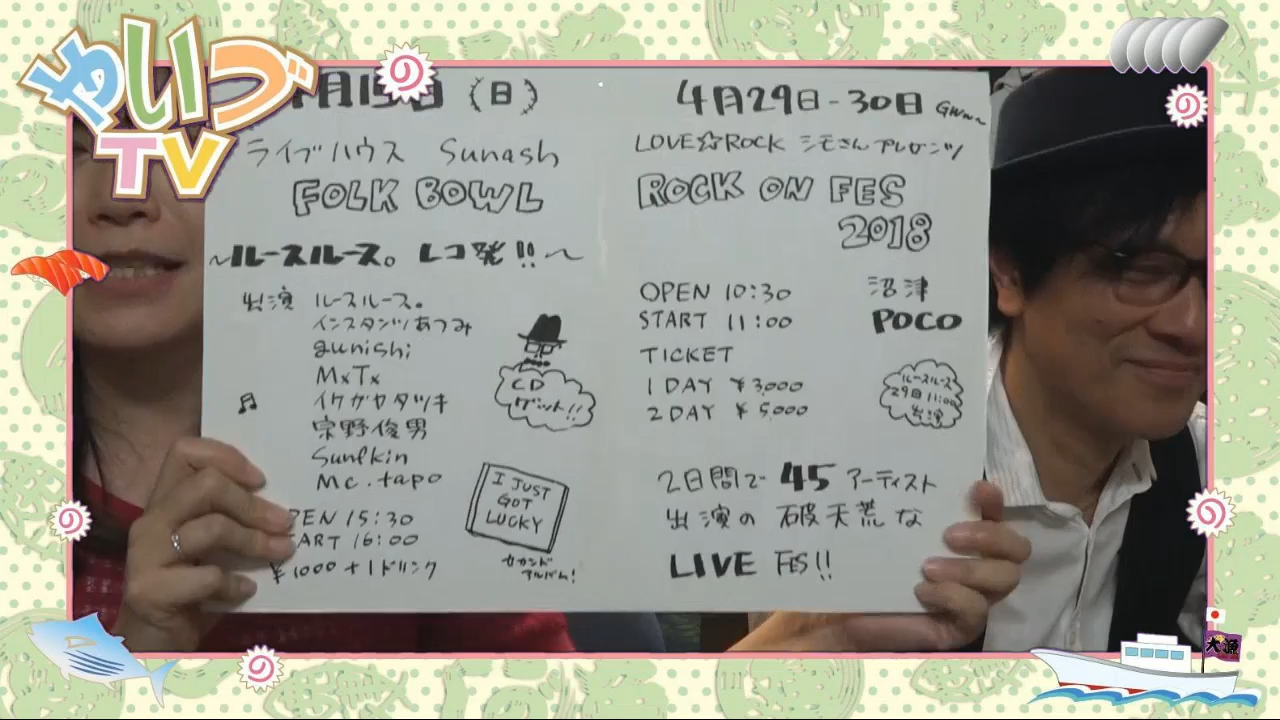 やいづ
TV
月15日(日)
ライブハウス Sunash
FOLK BOWL
~ルースルース。レコ発!!~
出演 ルースルース。
インスタンツあつみ
gunishi
MxTx
イケガヤタツキ
宗野俊男
Sunfkin
Mc.tapo
PEN 15:30
ART 16:00
¥1000+1ドリンク
CD
ゲット!!
I JUST
GOT
LUCKY
セカンド
アルバム!
4月29日-30日 GW~
LOVE☆ROCK シモさんプレゼンツ
ROCK ON FES
2018
OPEN 10:30
START 11:00
沼津
POCO
TICKET
1DAY ¥3,000
2DAY ¥5,000
ルースルース
29日11:00
出演
2日間で45アーティスト
出演の破天荒な
LIVE FES!!
大漁